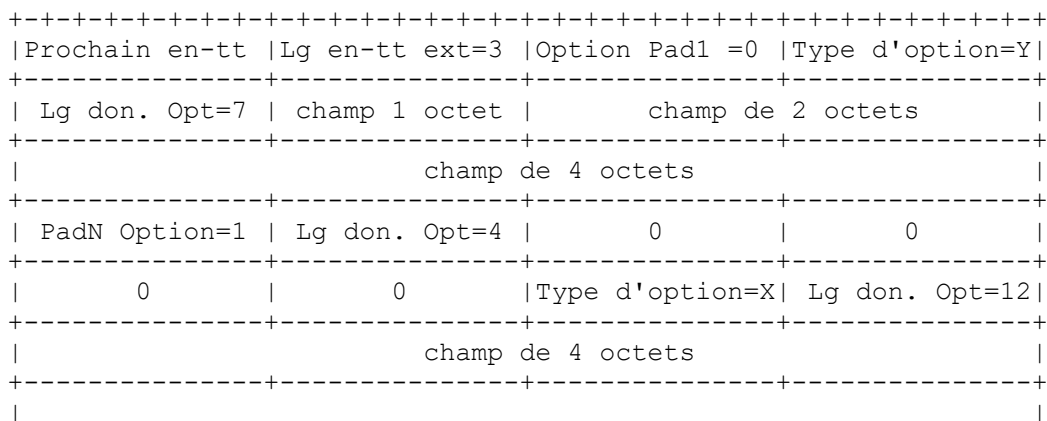 +-+-+-+-+-+-+-+-+-+-+-+-+-+-+-+-+-+-+-+-+-+-+-+-+-+-+-+-+-+-+-+-+
|Prochain en-tt |Lg en-tt ext=3 |Option Pad1 =0 |Type d'option=Y|
+---------------+---------------+---------------+---------------+
| Lg don. Opt=7 | champ 1 octet |       champ de 2 octets       |
+---------------+---------------+---------------+---------------+
|                         champ de 4 octets                     |
+---------------+---------------+---------------+---------------+
| PadN Option=1 | Lg don. Opt=4 |       0       |       0       |
+---------------+---------------+---------------+---------------+
|       0       |       0       |Type d'option=X| Lg don. Opt=12|
+---------------+---------------+---------------+---------------+
|                         champ de 4 octets                     |
+---------------+---------------+---------------+---------------+
|                                                               |